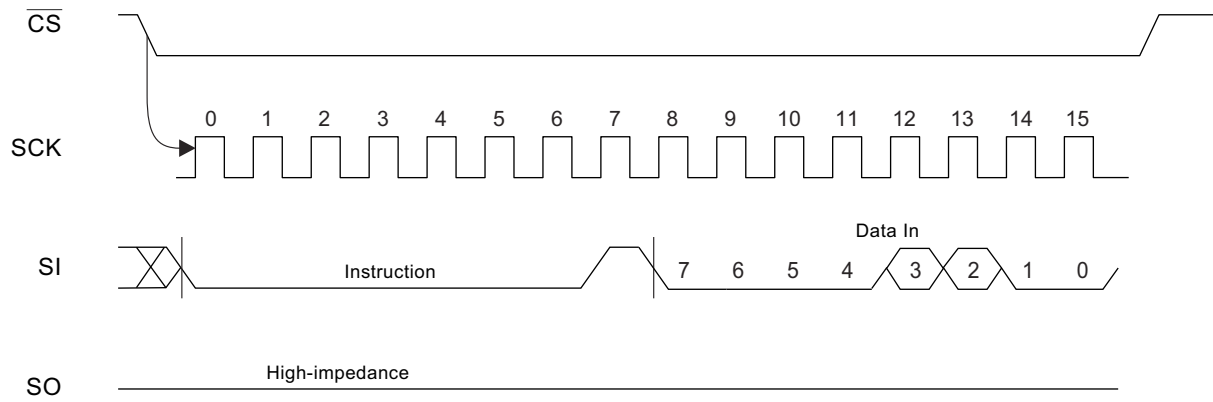 CS
0 1 2 3 4 5 6 7 8 9 10 11 12 13 14 15
SCK
Data In
SI Instruction 7 6 5 4 3 2 1 0
High-impedance
SO